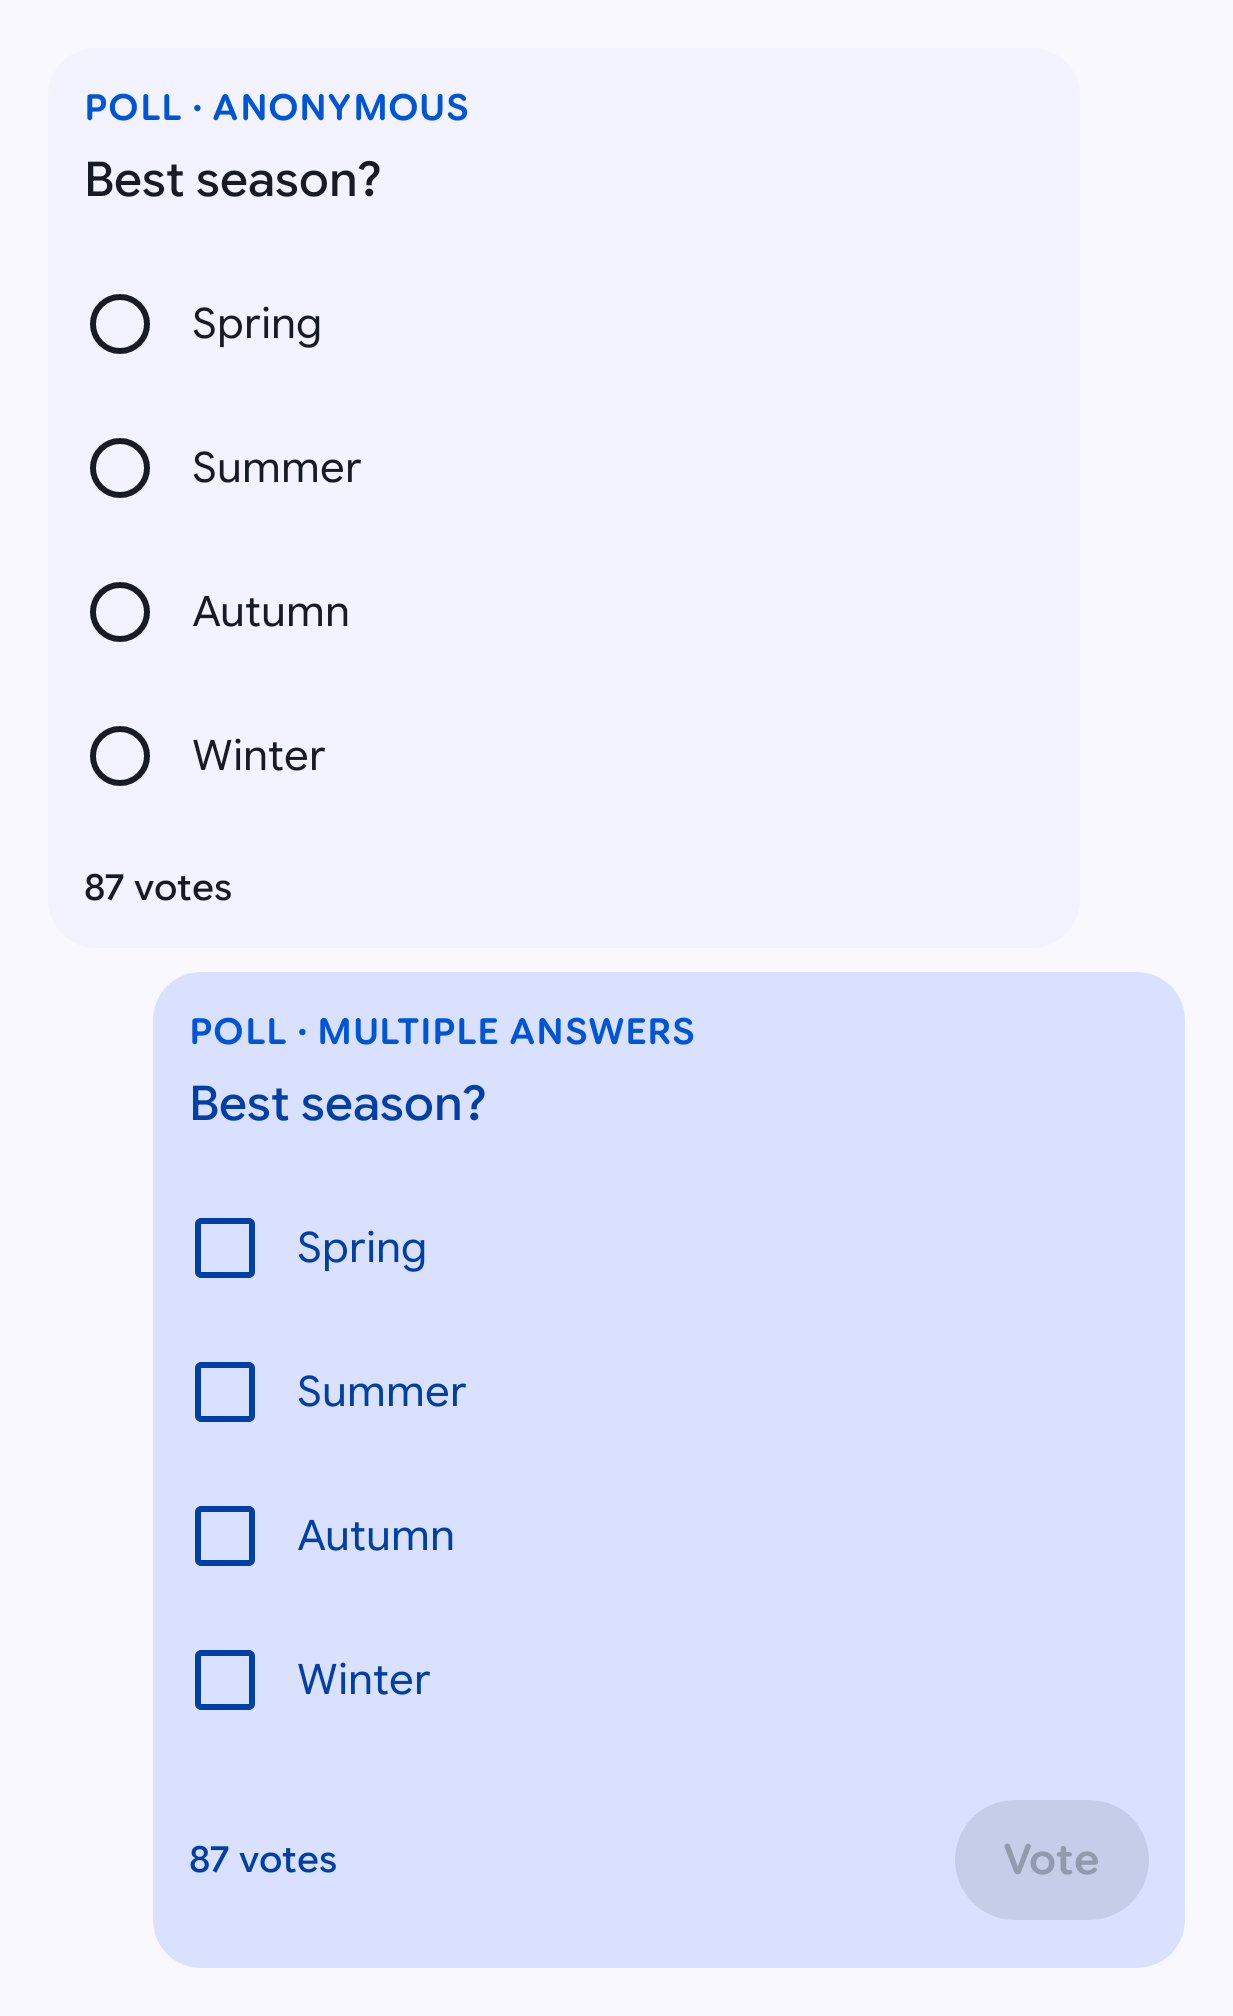 POLL · ANONYMOUS
Best season?
Spring
Summer
Autumn
Winter
87 votes
POLL · MULTIPLE ANSWERS
Best season?
Spring
Summer
Autumn
Winter
87 votes
Vote